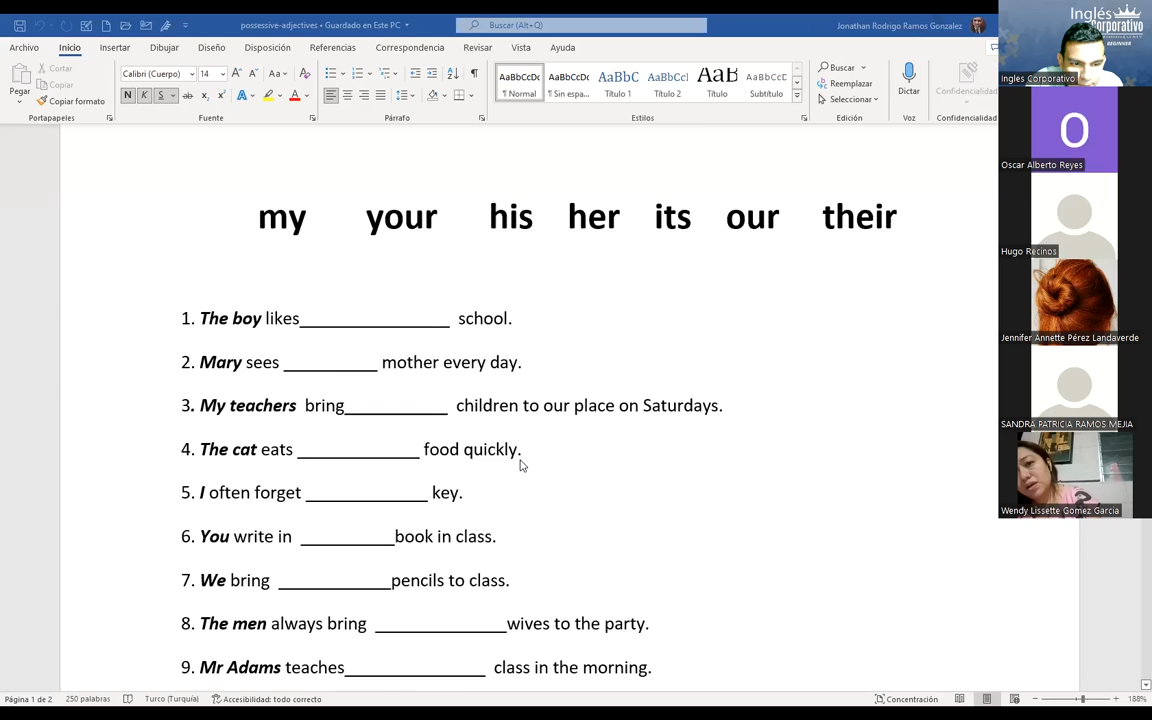 possessive-adjectives • Guardado en Este PC
Buscar (Alt+Q)
Jonathan Rodrigo Ramos Gonzalez
Archivo Inicio Insertar Dibujar Diseño Disposición Referencias Correspondencia Revisar Vista Ayuda
Pegar
Cortar
Copiar
Copiar formato
Portapapeles
Calibri (Cuerpo) 14
Fuente
Párrafo
AaBbCcDc AaBbCcDc AaBbC AaBbCcI AaB AaBbCcC
¶ Normal ¶ Sin espa... Título 1 Título 2 Título Subtítulo
Estilos
Buscar
Reemplazar
Seleccionar
Edición
Dictar
Voz
Confidencialidad
Confidencialidad
my your his her its our their
1. The boy likes_______________ school.
2. Mary sees __________ mother every day.
3. My teachers bring___________ children to our place on Saturdays.
4. The cat eats _____________ food quickly.
5. I often forget _____________ key.
6. You write in __________book in class.
7. We bring ____________pencils to class.
8. The men always bring ______________wives to the party.
9. Mr Adams teaches_______________ class in the morning.
Página 1 de 2 250 palabras Turco (Turquía) Accesibilidad: todo correcto Concentración 188%
Inglés
Corporativo
BEGINNER
Ingles Corporativo
O
Oscar Alberto Reyes
Hugo Recinos
Jennifer Annette Pérez Landaverde
SANDRA PATRICIA RAMOS MEJIA
Wendy Lissette Gomez Garcia